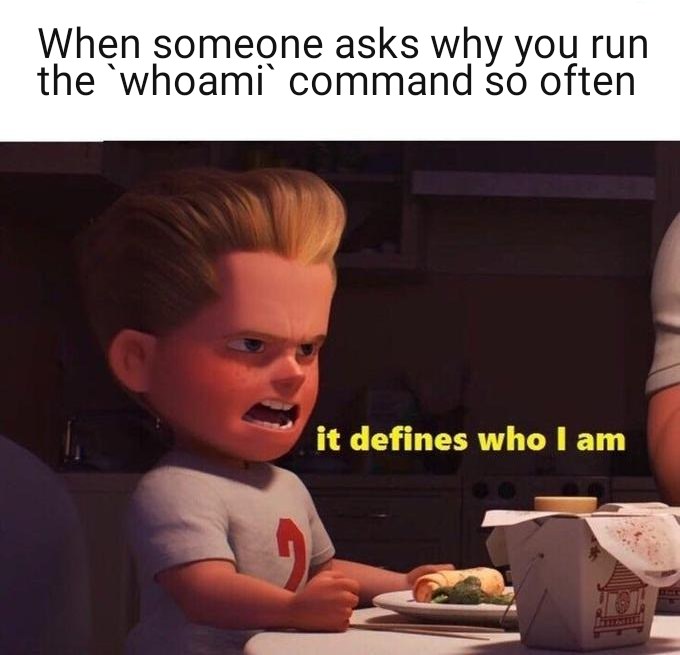 When someone asks why you run
the `whoami` command so often
it defines who I am